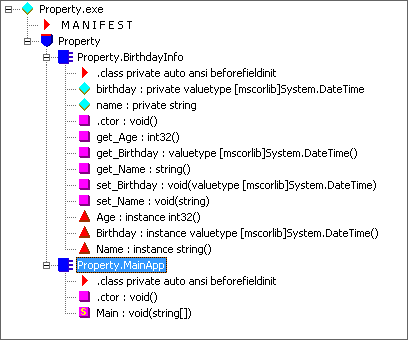 Property.exe
M A N I F E S T
Property
Property.BirthdayInfo
.class private auto ansi beforefieldinit
birthday : private valuetype [mscorlib]System.DateTime
name : private string
.ctor : void()
get_Age : int32()
get_Birthday : valuetype [mscorlib]System.DateTime()
get_Name : string()
set_Birthday : void(valuetype [mscorlib]System.DateTime)
set_Name : void(string)
Age : instance int32()
Birthday : instance valuetype [mscorlib]System.DateTime()
Name : instance string()
Property.MainApp
.class private auto ansi beforefieldinit
.ctor : void()
S Main : void(string[])